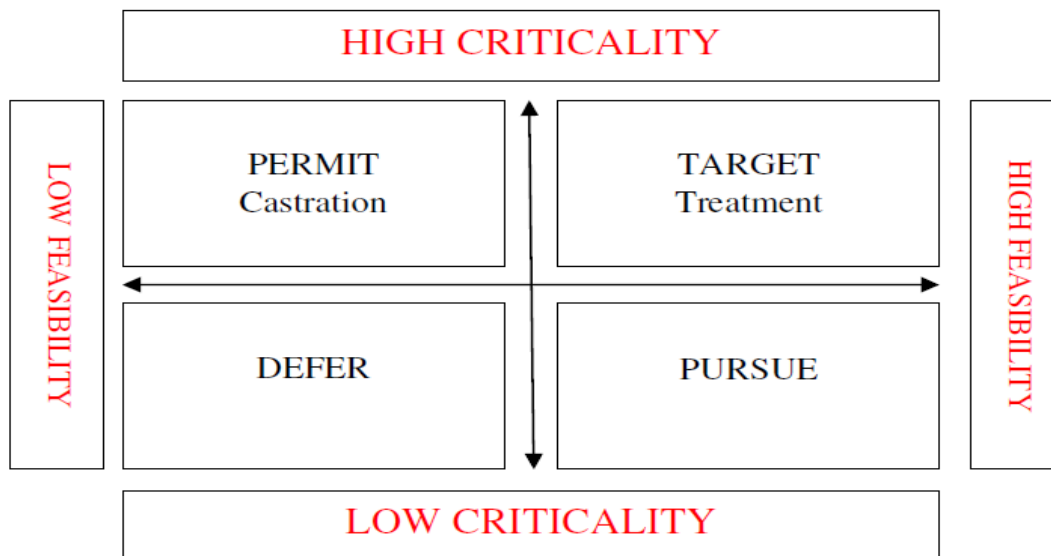 HIGH CRITICALITY
LOW FEASIBILITY
PERMIT
Castration
TARGET
Treatment
HIGH FEASIBILITY
DEFER
PURSUE
LOW CRITICALITY